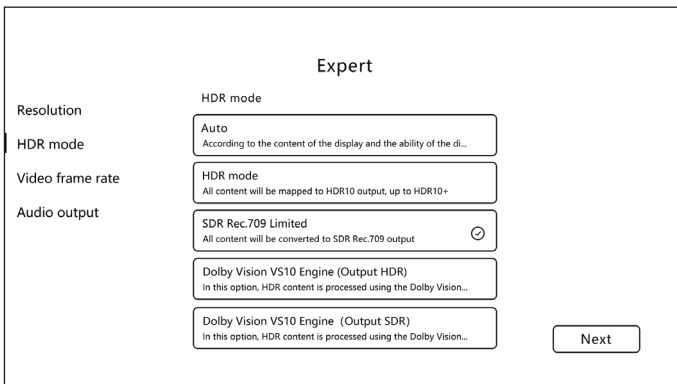 Expert
Resolution
HDR mode
Video frame rate
Audio output
HDR mode
Auto
According to the content of the display and the ability of the di...
HDR mode
All content will be mapped to HDR10 output, up to HDR10+
SDR Rec.709 Limited
All content will be converted to SDR Rec.709 output
Dolby Vision VS10 Engine (Output HDR)
In this option, HDR content is processed using the Dolby Vision...
Dolby Vision VS10 Engine（Output SDR)
In this option, HDR content is processed using the Dolby Vision...
Next